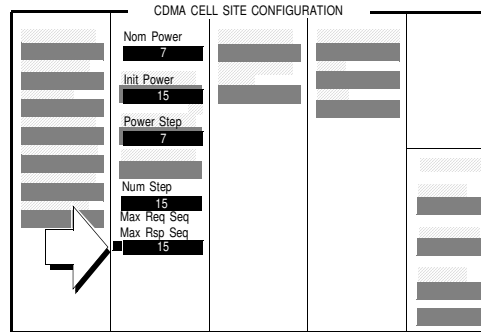 CDMA CELL SITE CONFIGURATION
Nom Power
7
Init Power
15
Power Step
7
Num Step
15
Max Req Seq
Max Rsp Seq
15